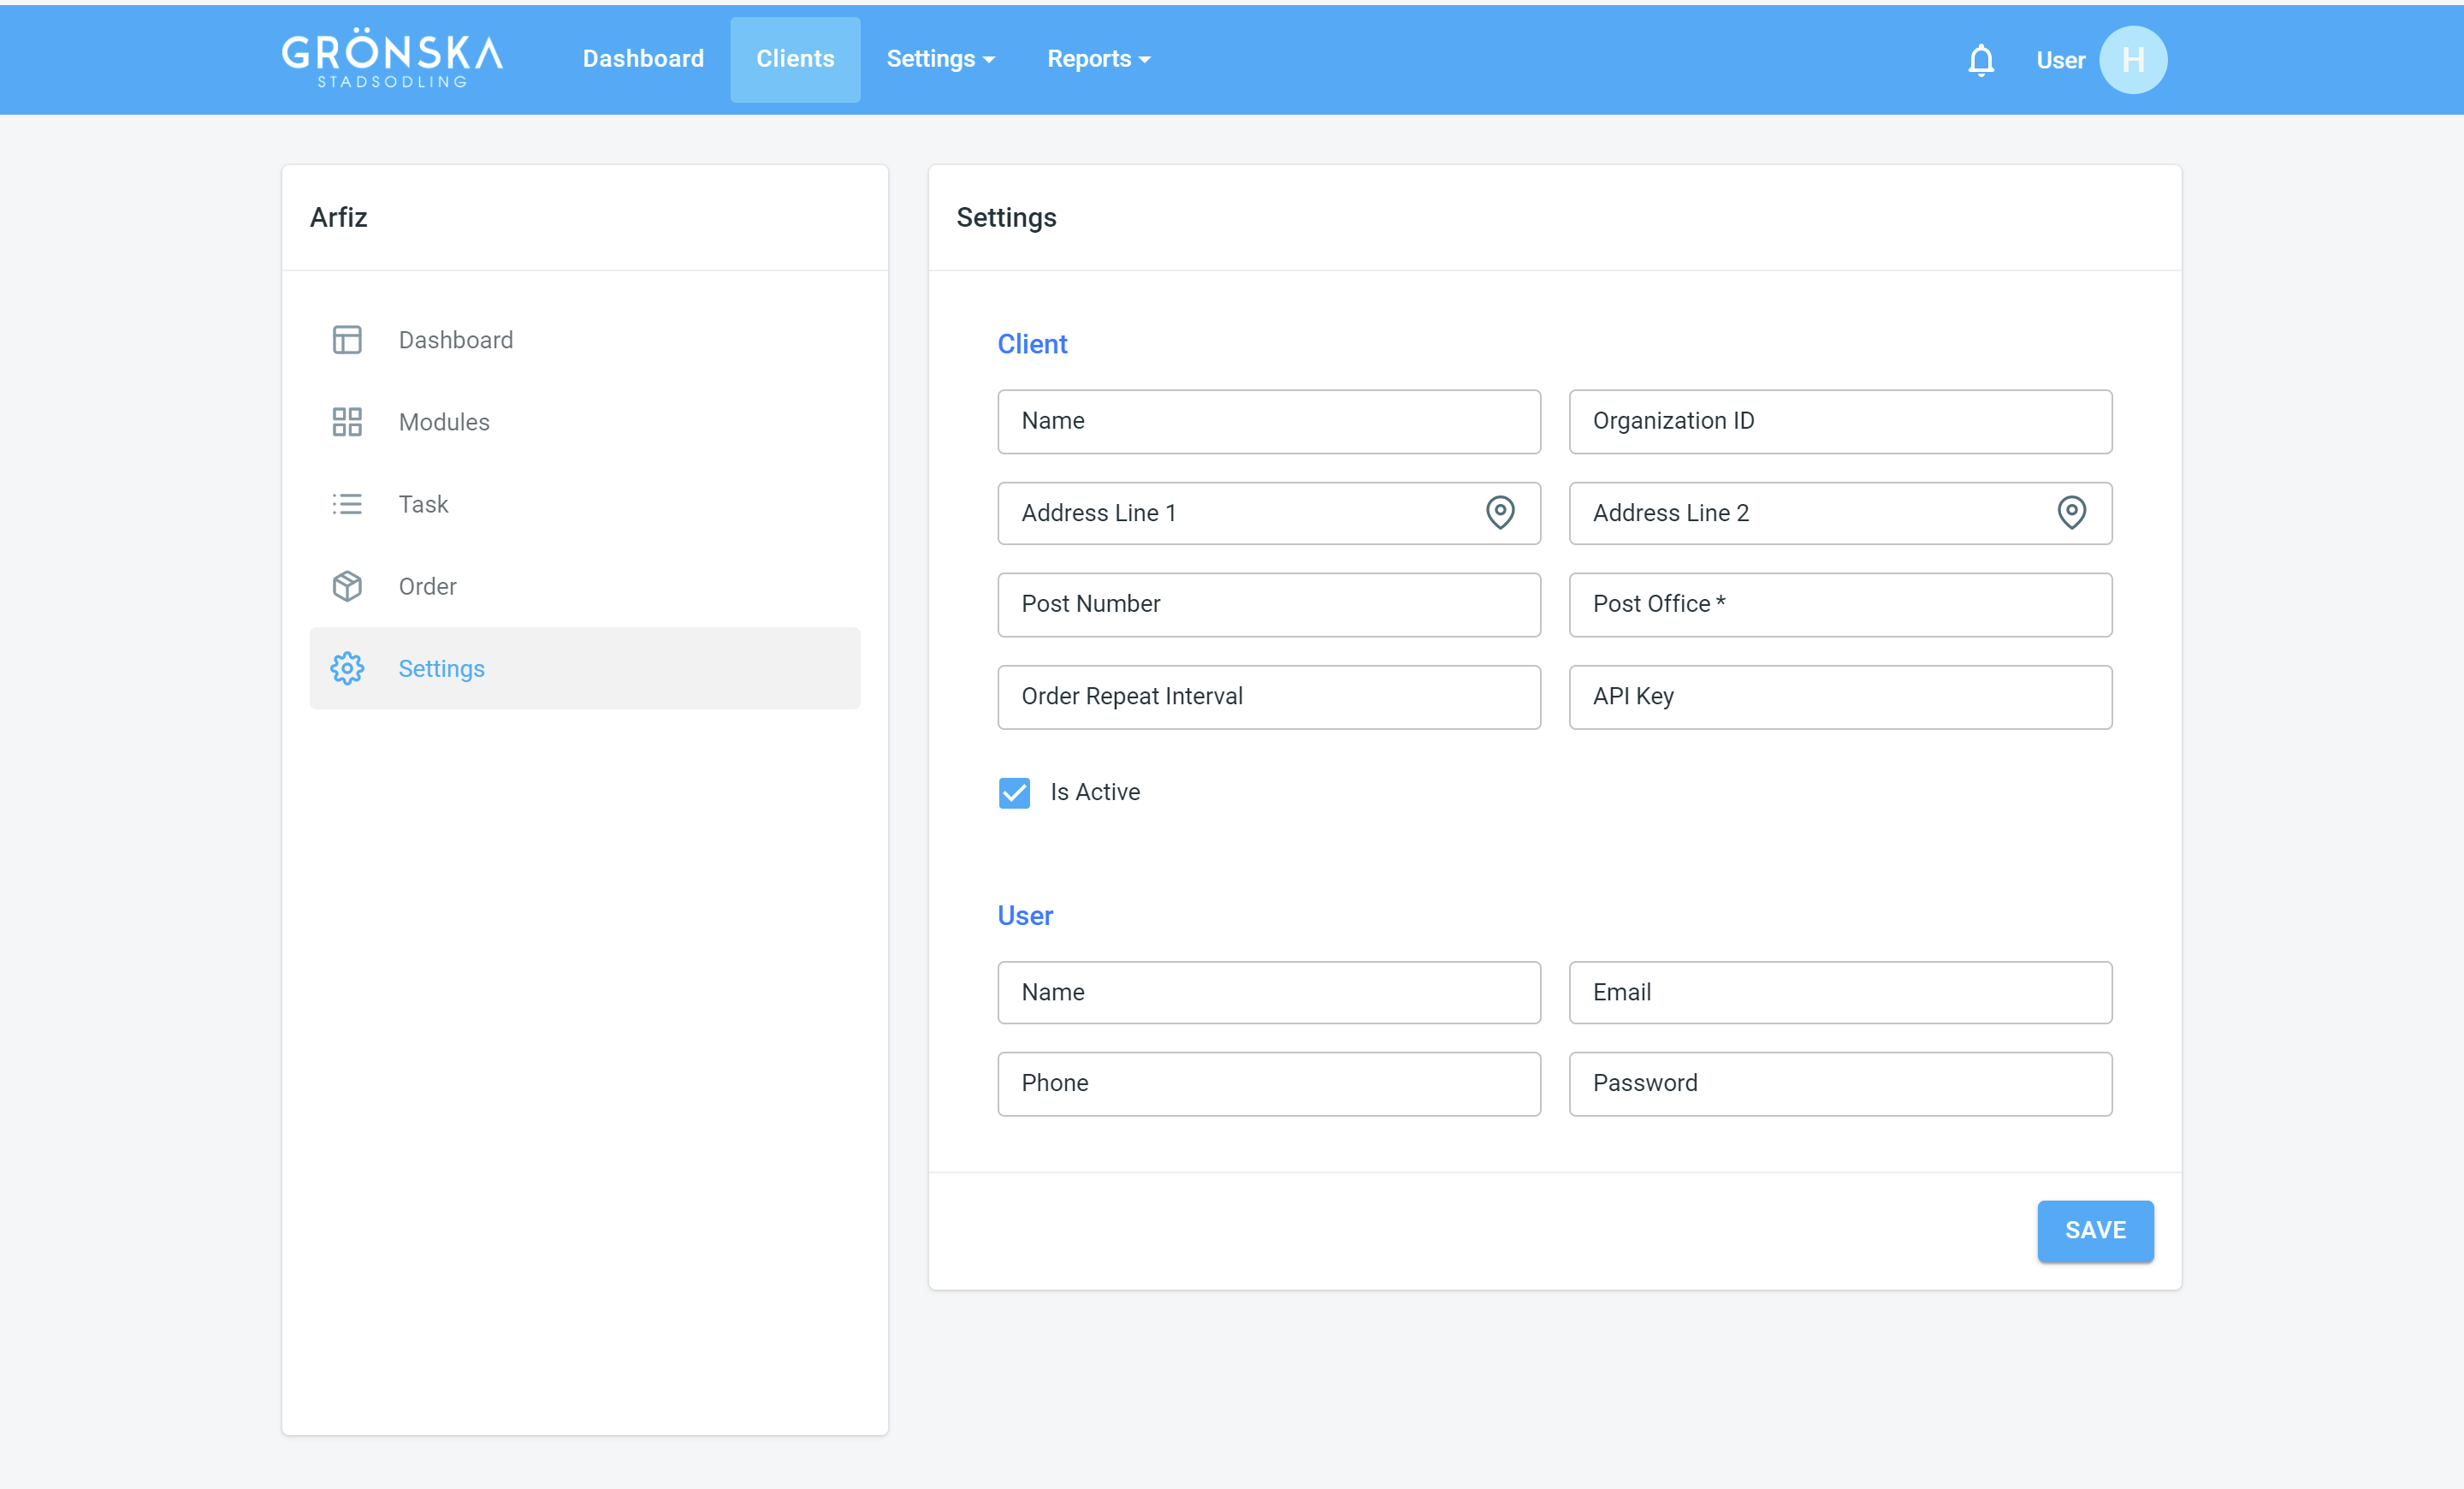 GRÖNSKA
STADSODLING
Dashboard
Clients
Settings
Reports
User
H
Arfiz
Dashboard
Modules
Task
Order
Settings
Settings
Client
Name
Organization ID
Address Line 1
Address Line 2
Post Number
Post Office *
Order Repeat Interval
API Key
Is Active
User
Name
Email
Phone
Password
SAVE